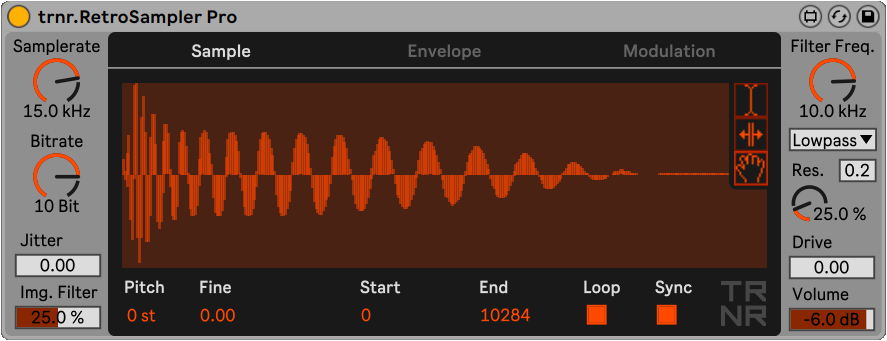 trnr.RetroSampler Pro
Samplerate
15.0 kHz
Bitrate
10 Bit
Jitter
0.00
Img. Filter
25.0 %
Sample Envelope Modulation
Pitch Fine Start End Loop Sync
0 st 0.00 0 10284
TR
NR
Filter Freq.
10.0 kHz
Lowpass
Res. 0.2
25.0 %
Drive
0.00
Volume
-6.0 dB